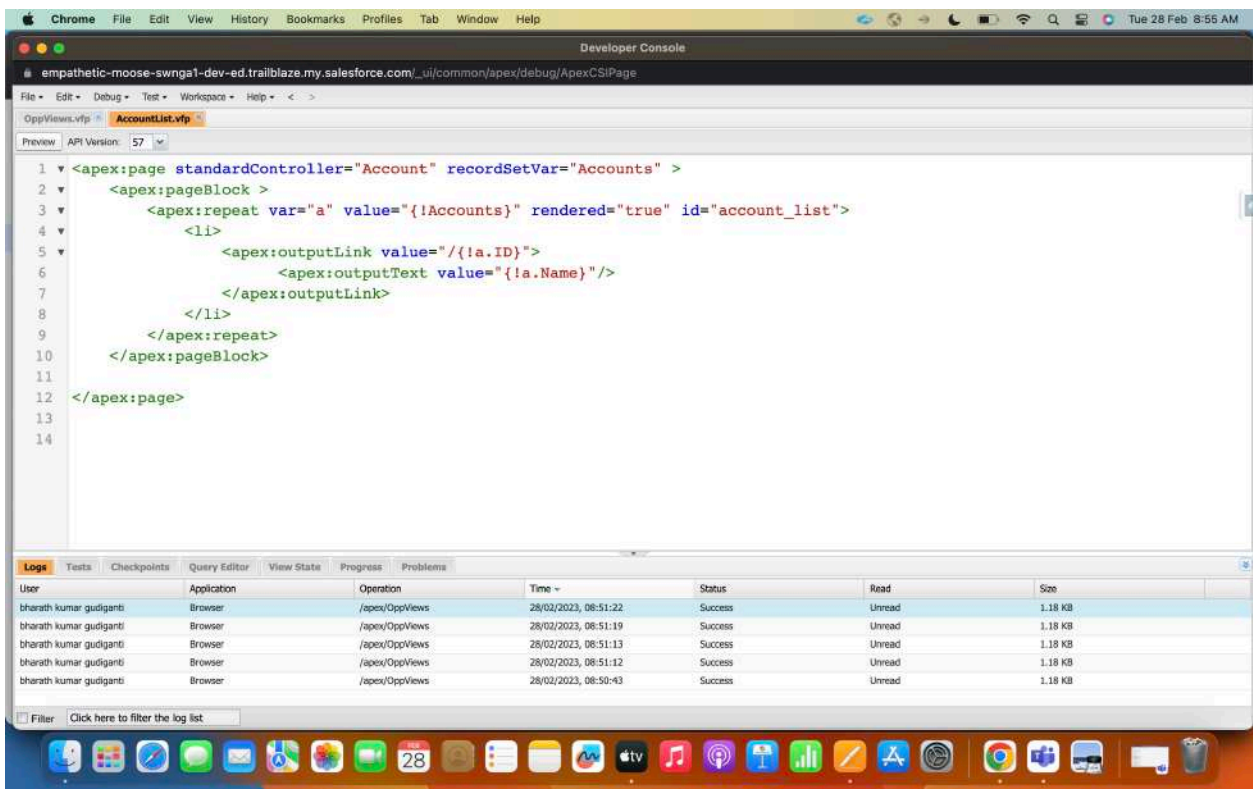 Chrome File Edit View History Bookmarks Profiles Tab Window Help Tue 28 Feb 8:55 AM
Developer Console
empathetic-moose-swnga1-dev-ed.trailblaze.my.salesforce.com/_ui/common/apex/debug/ApexCSIPage
File Edit Debug Test Workspace Help < >
OppViews.vfp AccountList.vfp
Preview API Version: 57
1 <apex:page standardController="Account" recordSetVar="Accounts" >
2 <apex:pageBlock >
3 <apex:repeat var="a" value="{!Accounts}" rendered="true" id="account_list">
4 <li>
5 <apex:outputLink value="/{!a.ID}">
6 <apex:outputText value="{!a.Name}"/>
7 </apex:outputLink>
8 </li>
9 </apex:repeat>
10 </apex:pageBlock>
11
12 </apex:page>
13
14
Logs Tests Checkpoints Query Editor View State Progress Problems
User Application Operation Time Status Read Size
bharath kumar gudiganti Browser /apex/OppViews 28/02/2023, 08:51:22 Success Unread 1.18 KB
bharath kumar gudiganti Browser /apex/OppViews 28/02/2023, 08:51:19 Success Unread 1.18 KB
bharath kumar gudiganti Browser /apex/OppViews 28/02/2023, 08:51:13 Success Unread 1.18 KB
bharath kumar gudiganti Browser /apex/OppViews 28/02/2023, 08:51:12 Success Unread 1.18 KB
bharath kumar gudiganti Browser /apex/OppViews 28/02/2023, 08:50:43 Success Unread 1.18 KB
Filter Click here to filter the log list
FEB
28
tv